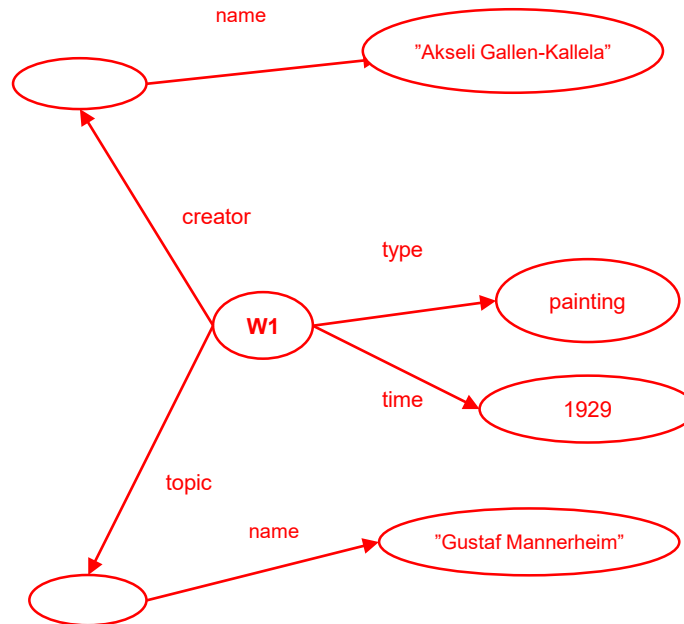 name
”Akseli Gallen-Kallela”
creator
type
W1
painting
time
1929
topic
name
”Gustaf Mannerheim”